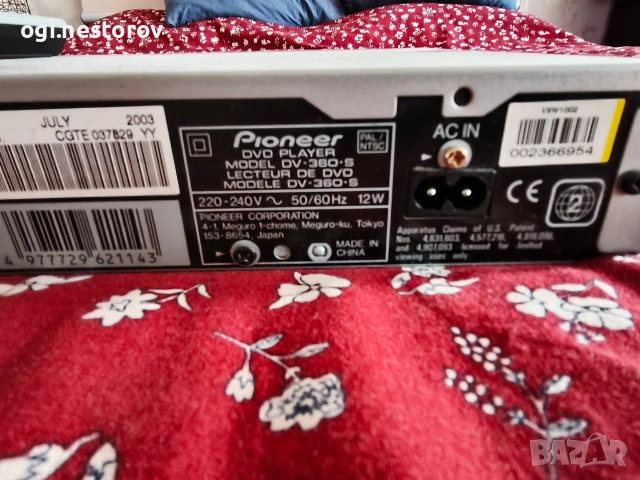 ogi.nestorov
JULY 2003
CGTE 037829 YY
4 977729 621143
Pioneer
PAL/
NTSC
DVD PLAYER
MODEL DV-360-S
LECTEUR DE DVD
MODELE DV-360-S
220-240V ~ 50/60Hz 12W
PIONEER CORPORATION
4-1, Meguro 1-chome, Meguro-ku, Tokyo
153-8654, Japan
MADE IN
CHINA
AC IN
002366954
CE
2
Apparatus Claims of U.S. Patent
Nos. 4,631,603, 4,577,216, 4,819,098,
and 4,907,093 licensed for limited
viewing uses only.
BAZAR